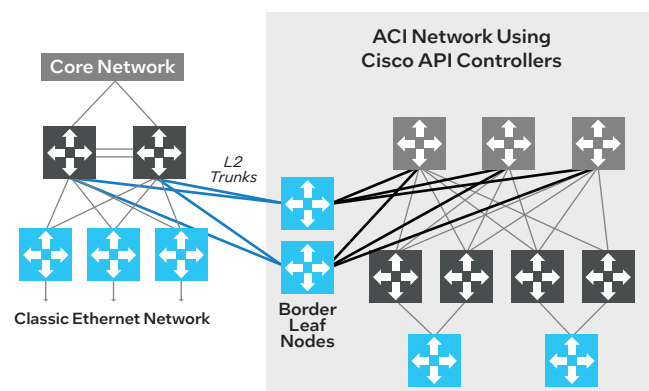 ACI Network Using
Cisco API Controllers
Core Network
L2
Trunks
Border
Leaf
Nodes
Classic Ethernet Network